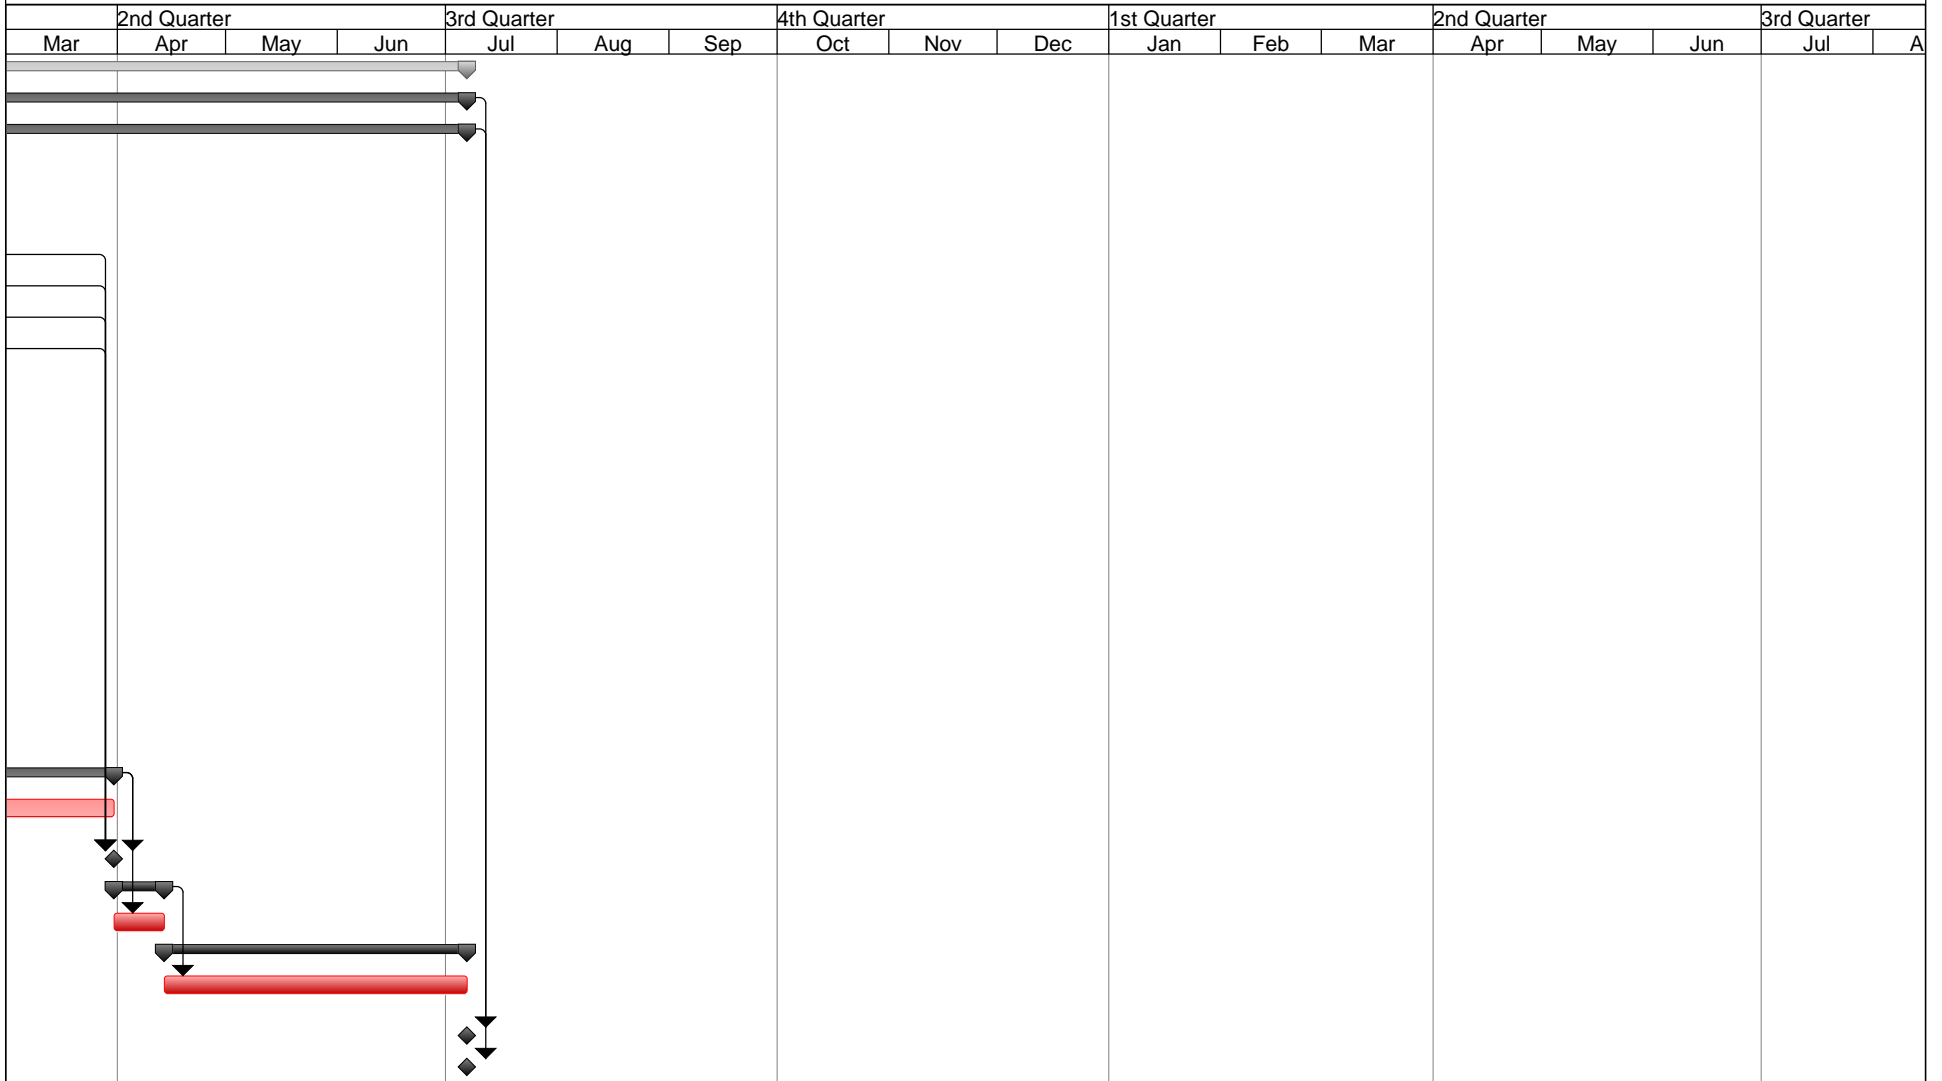 2nd Quarter 3rd Quarter 4th Quarter 1st Quarter 2nd Quarter 3rd Quarter
Mar Apr May Jun Jul Aug Sep Oct Nov Dec Jan Feb Mar Apr May Jun Jul A